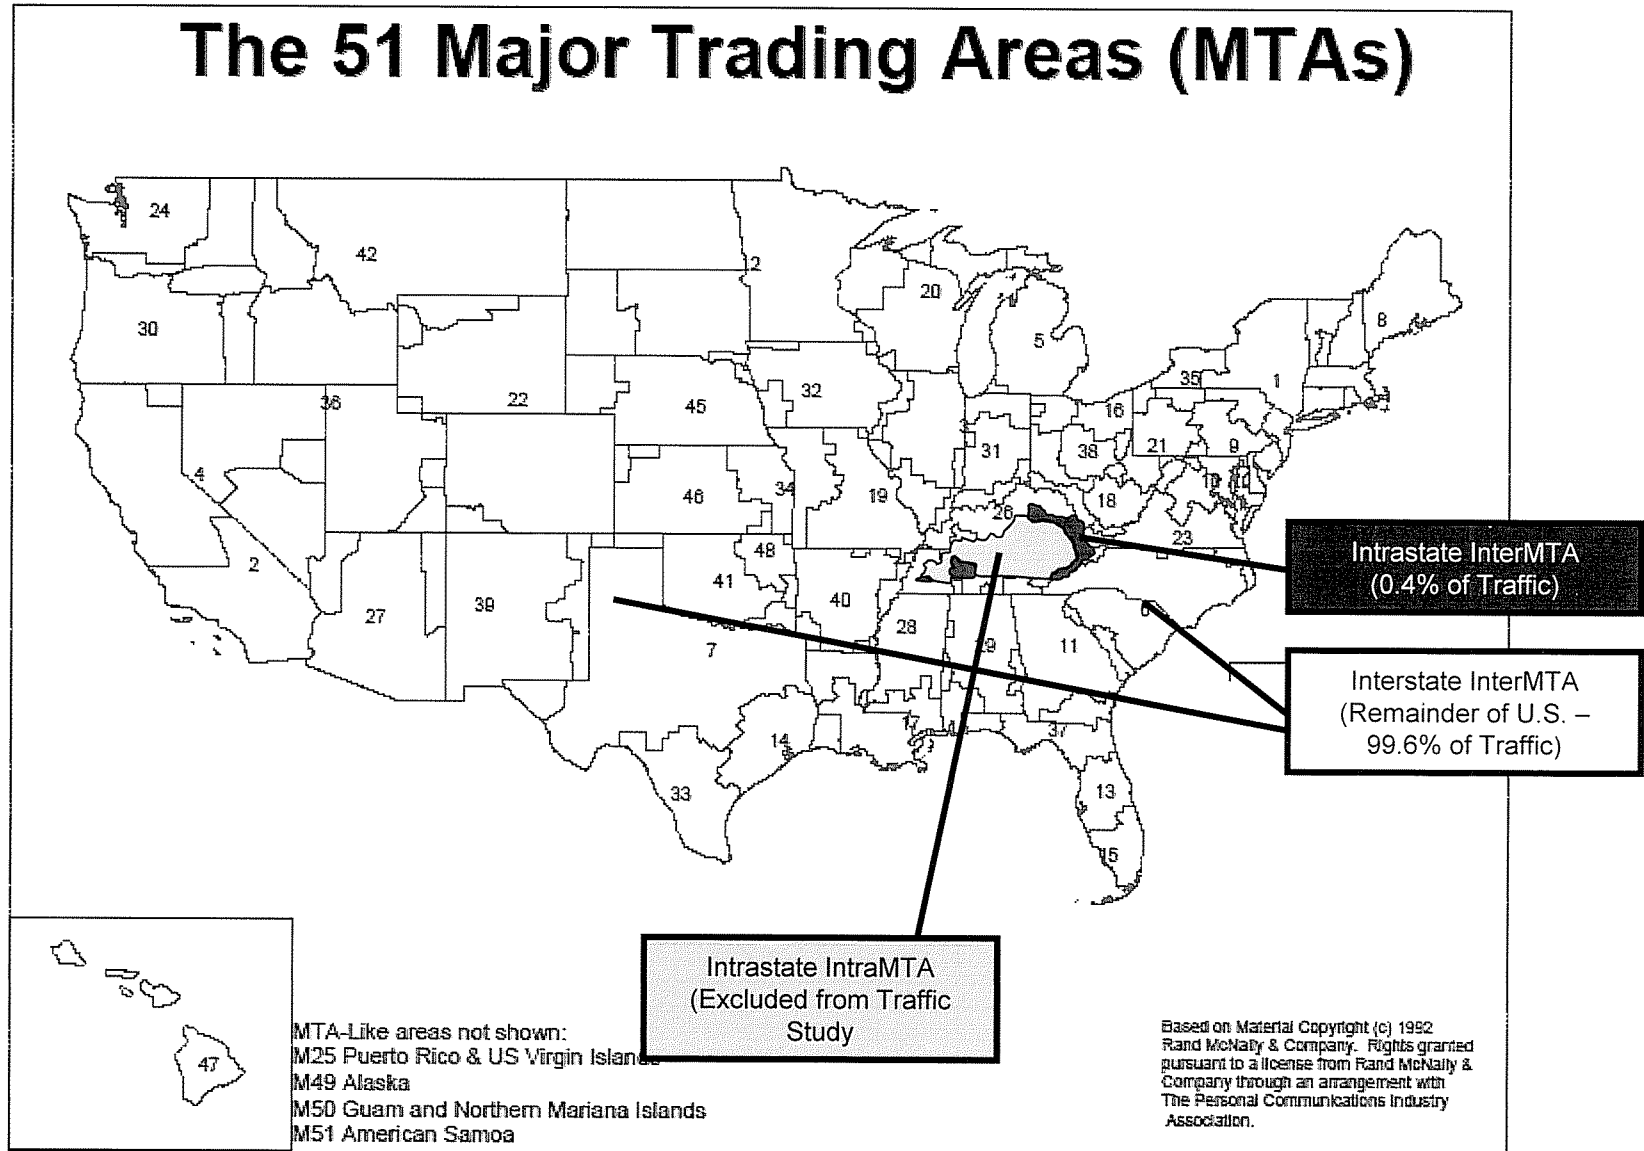 The 51 Major Trading Areas (MTAs)
24
42
30
36
22
4
2
27
39
45
46
41
48
7
14
33
32
34
19
40
20
5
31
26
38
16
21
35
1
8
9
18
23
28
29
11
6
17
37
13
15
Intrastate InterMTA
(0.4% of Traffic)
Interstate InterMTA
(Remainder of U.S. –
99.6% of Traffic)
Intrastate IntraMTA
(Excluded from Traffic
Study
47
MTA-Like areas not shown:
M25 Puerto Rico & US Virgin Islands
M49 Alaska
M50 Guam and Northern Mariana Islands
M51 American Samoa
Based on Material Copyright (c) 1992
Rand McNally & Company. Rights granted
pursuant to a license from Rand McNally &
Company through an arrangement with
The Personal Communications Industry
Association.